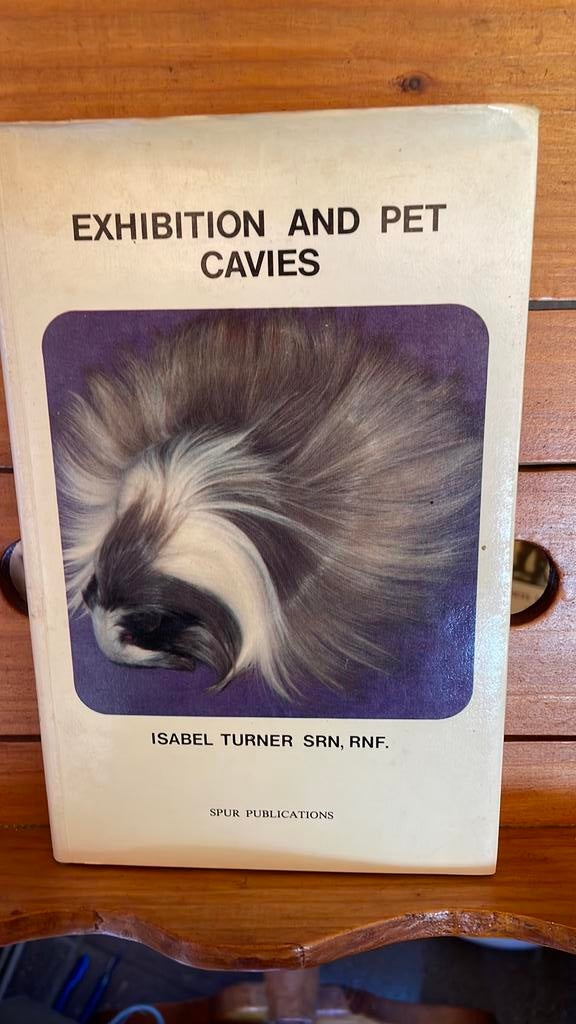 EXHIBITION AND PET
CAVIES
ISABEL TURNER SRN, RNF.
SPUR PUBLICATIONS